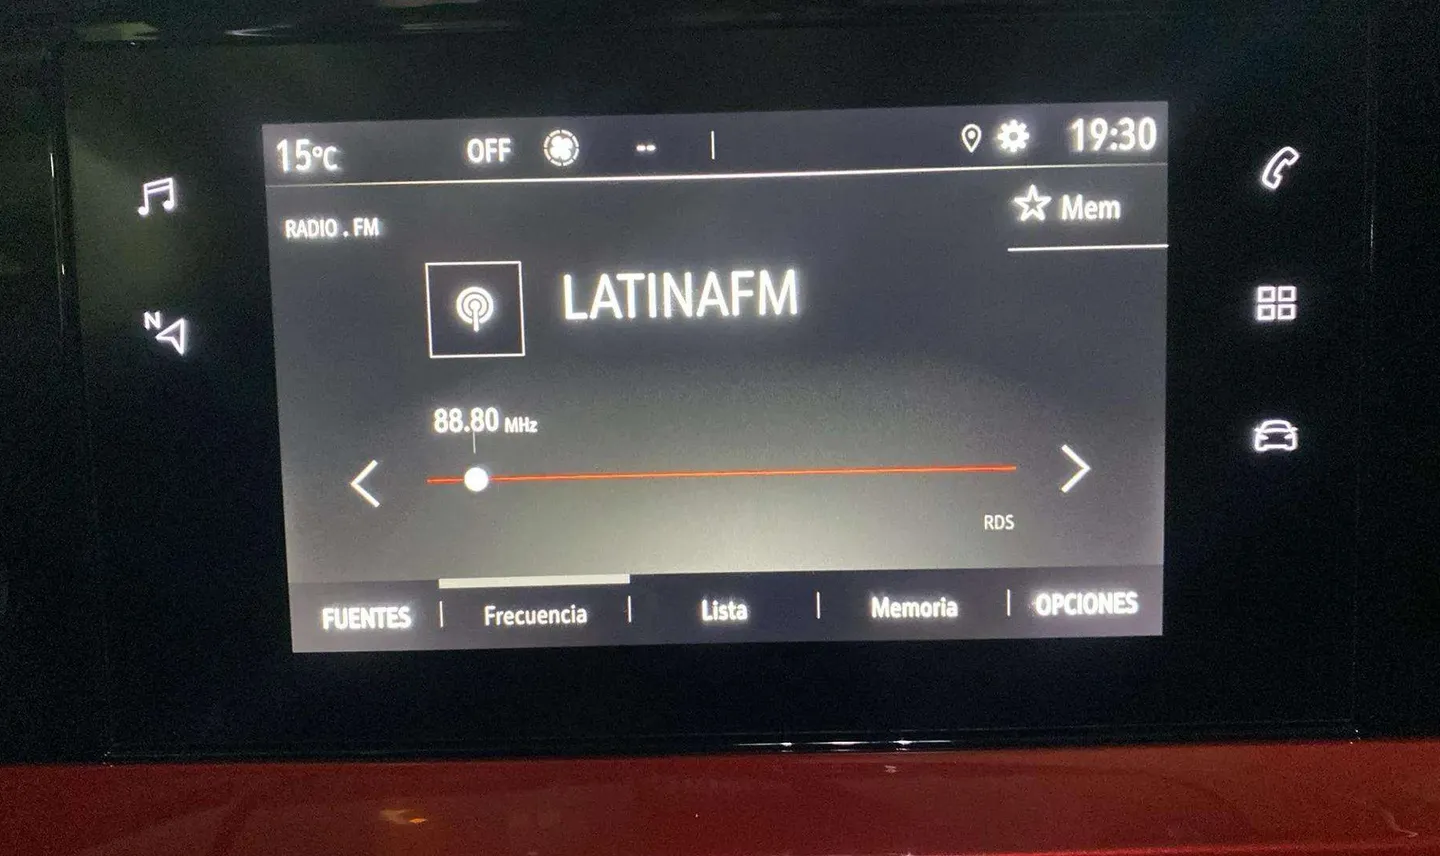 15°C OFF -- 19:30
RADIO . FM
Mem
LATINAFM
88.80 MHz
RDS
FUENTES Frecuencia Lista Memoria OPCIONES
N